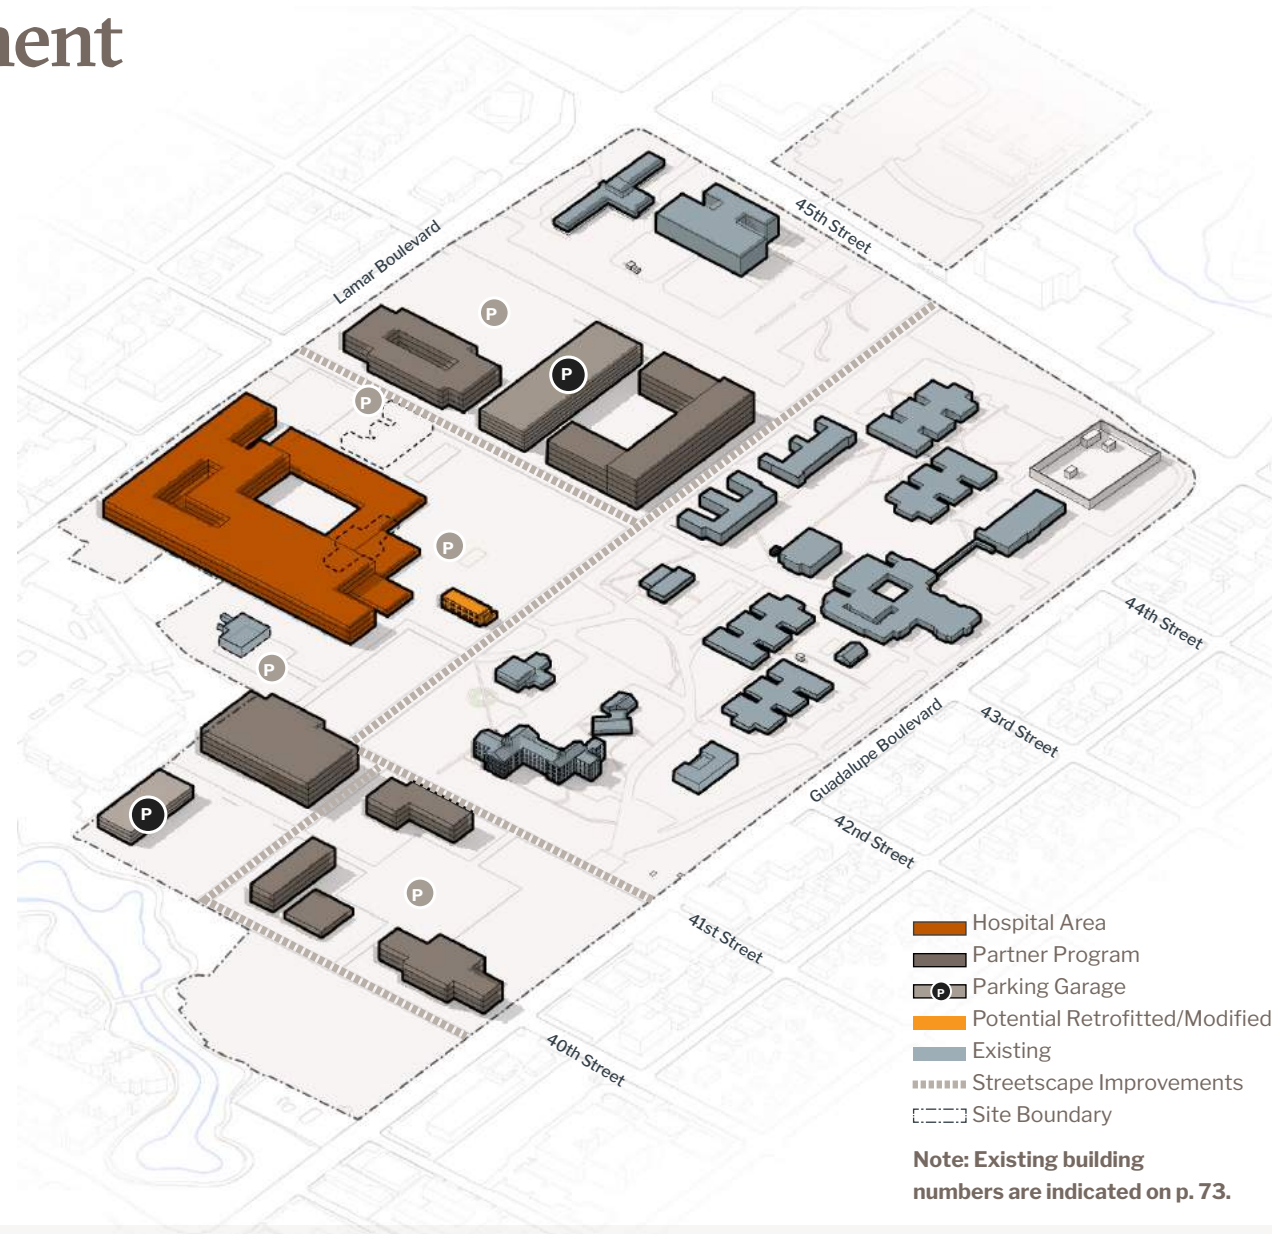 ment
45th Street
Lamar Boulevard
P
P
P
P
44th Street
P
43rd Street
Guadalupe Boulevard
P
42nd Street
P
41st Street
40th Street
Hospital Area
Partner Program
P Parking Garage
Potential Retrofitted/Modified
Existing
Streetscape Improvements
Site Boundary
Note: Existing building
numbers are indicated on p. 73.